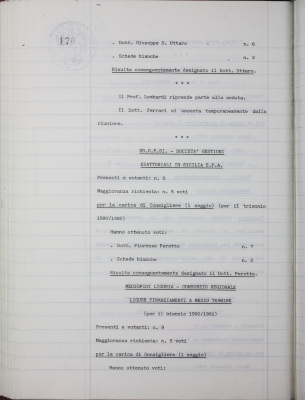 170
. Dott. Giuseppe S. Uttaro n. 6
. Schede bianche n. 3
Risulta conseguentemente designato il Dott. Uttaro.
* * *
Il Prof. Lombardi riprende parte alla seduta.
Il Dott. Ferrari si assenta temporaneamente dalla
riunione.
* * *
SO.G.E.SI. - SOCIETA' GESTIONI
ESATTORIALI IN SICILIA S.P.A.
Presenti e votanti: n. 9
Maggioranza richiesta: n. 5 voti
per la carica di Consigliere (1 seggio) (per il triennio
1980/1982)
Hanno ottenuto voti:
. Dott. Fiorenzo Perotto n. 7
. Schede bianche n. 2
Risulta conseguentemente designato il Dott. Perotto.
MEDIOFIDI LIGURIA - CONSORZIO REGIONALE
LIGURE FINANZIAMENTI A MEDIO TERMINE
(per il biennio 1980/1981)
Presenti e votanti: n. 9
Maggioranza richiesta: n. 5 voti
per la carica di Consigliere (1 seggio)
Hanno ottenuto voti: